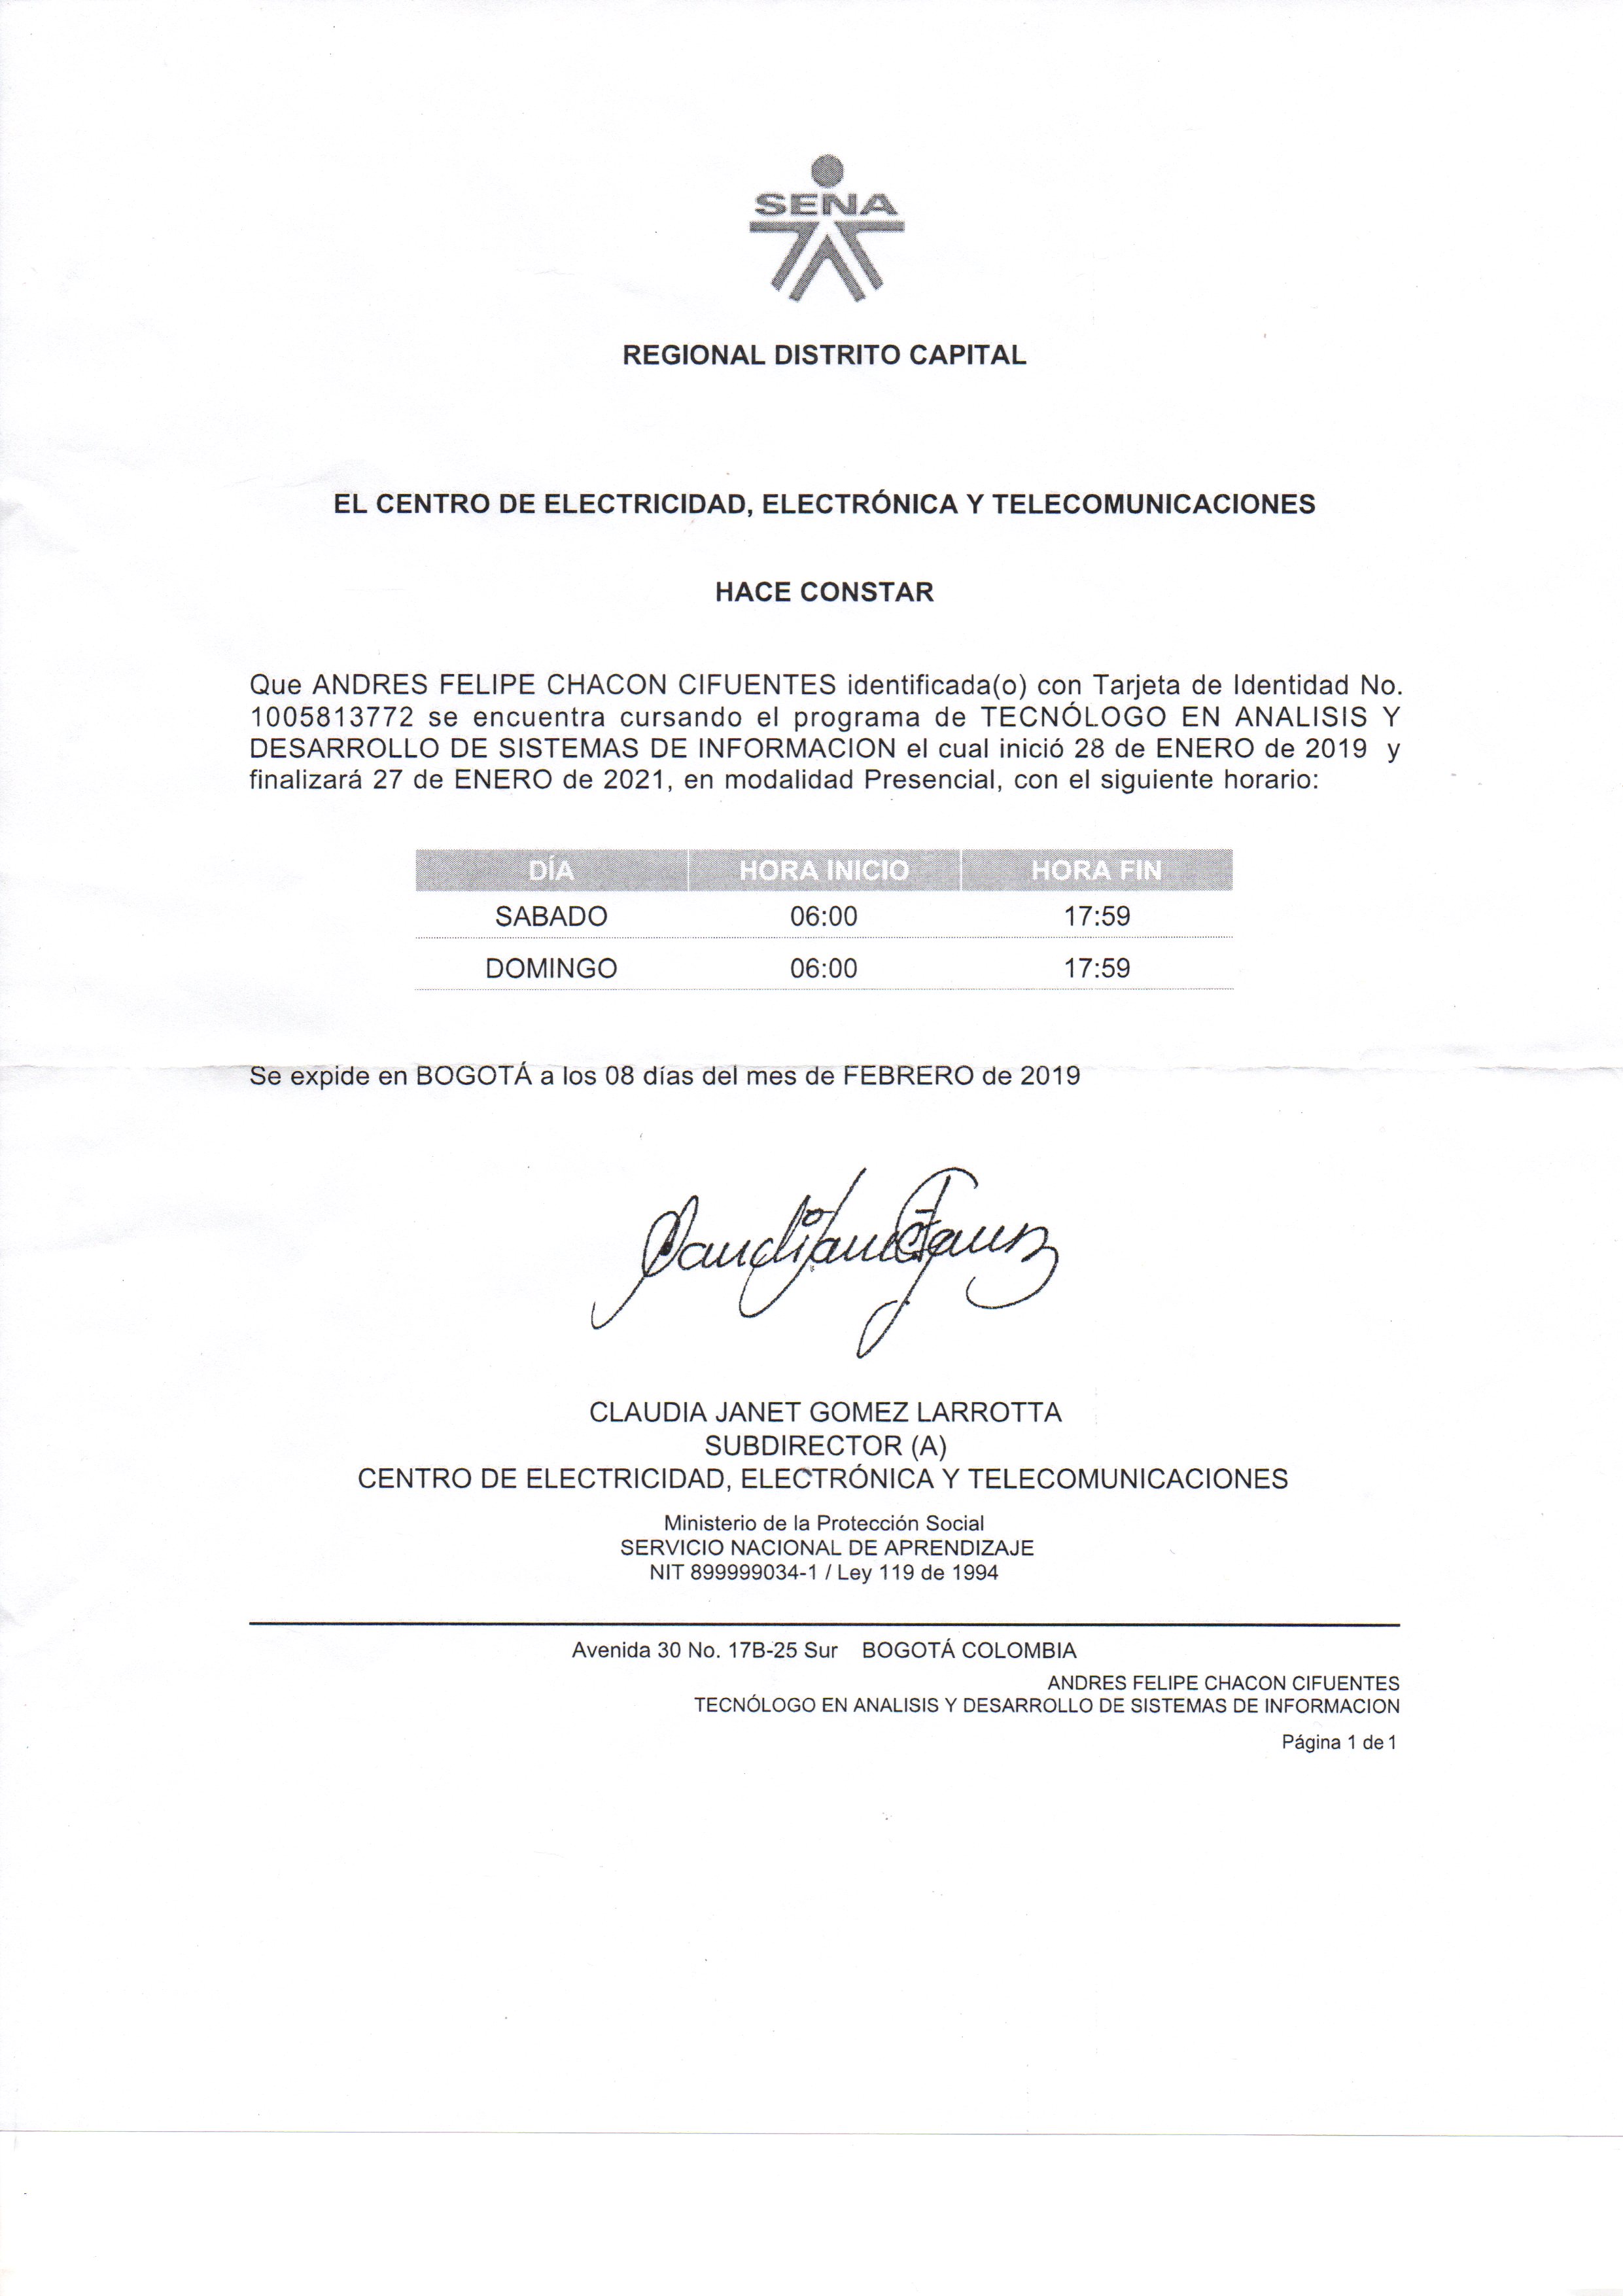 SENA
REGIONAL DISTRITO CAPITAL
EL CENTRO DE ELECTRICIDAD, ELECTRÓNICA Y TELECOMUNICACIONES
HACE CONSTAR
Que ANDRES FELIPE CHACON CIFUENTES identificada(o) con Tarjeta de Identidad No.
1005813772 se encuentra cursando el programa de TECNÓLOGO EN ANALISIS Y
DESARROLLO DE SISTEMAS DE INFORMACION el cual inició 28 de ENERO de 2019 y
finalizará 27 de ENERO de 2021, en modalidad Presencial, con el siguiente horario:
DÍA HORA INICIO HORA FIN
SABADO 06:00 17:59
DOMINGO 06:00 17:59
Se expide en BOGOTÁ a los 08 días del mes de FEBRERO de 2019
CLAUDIA JANET GOMEZ LARROTTA
SUBDIRECTOR (A)
CENTRO DE ELECTRICIDAD, ELECTRÓNICA Y TELECOMUNICACIONES
Ministerio de la Protección Social
SERVICIO NACIONAL DE APRENDIZAJE
NIT 899999034-1 / Ley 119 de 1994
Avenida 30 No. 17B-25 Sur BOGOTÁ COLOMBIA
ANDRES FELIPE CHACON CIFUENTES
TECNÓLOGO EN ANALISIS Y DESARROLLO DE SISTEMAS DE INFORMACION
Página 1 de 1